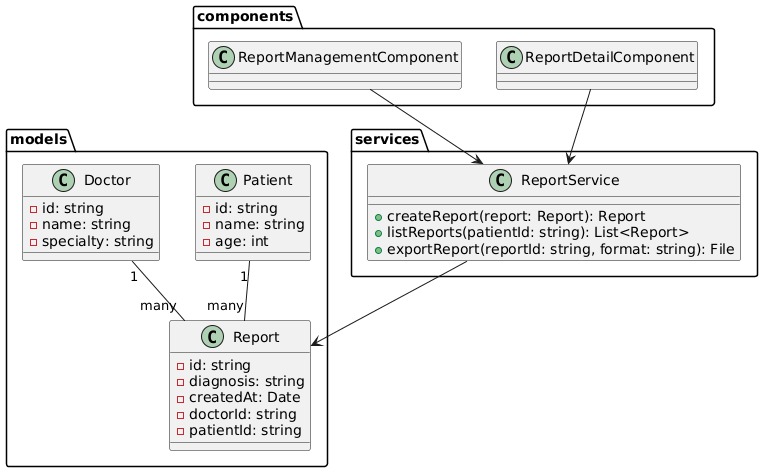 components
C ReportManagementComponent
C ReportDetailComponent
models
services
C Doctor
id: string
name: string
specialty: string
C Patient
id: string
name: string
age: int
C ReportService
createReport(report: Report): Report
listReports(patientId: string): List<Report>
exportReport(reportId: string, format: string): File
1
many
1
many
C Report
id: string
diagnosis: string
createdAt: Date
doctorId: string
patientId: string